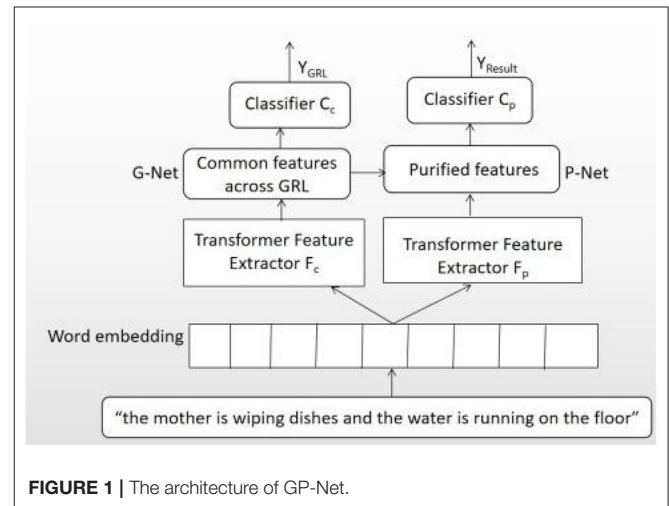 Y_GRL
Y_Result
Classifier C_c
Classifier C_p
G-Net
Common features
across GRL
Purified features
P-Net
Transformer Feature
Extractor F_c
Transformer Feature
Extractor F_p
Word embedding
“the mother is wiping dishes and the water is running on the floor”
FIGURE 1 | The architecture of GP-Net.